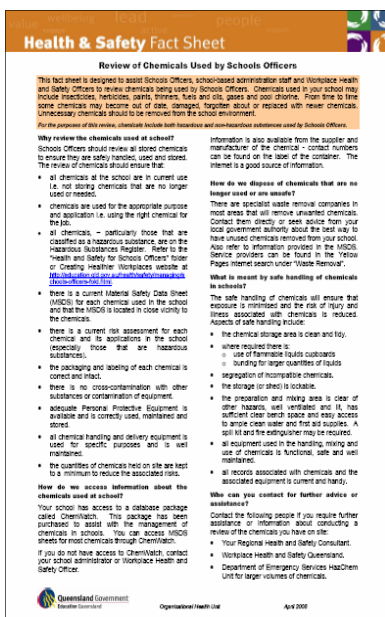 value
wellbeing
lead
active
people
Health & Safety Fact Sheet
Review of Chemicals Used by Schools Officers
This fact sheet is designed to assist Schools Officers, school-based administration staff and Workplace Health
and Safety Officers to review chemicals being used by Schools Officers. Chemicals used in your school may
include insecticides, herbicides, paints, thinners, fuels and oils, gases and pool chlorine. From time to time
some chemicals may become out of date, damaged, forgotten about or replaced with newer chemicals.
Unnecessary chemicals should to be removed from the school environment.
For the purposes of this review, chemicals include both hazardous and non-hazardous substances used by Schools Officers.
Why review the chemicals used at school?
Schools Officers should review all stored chemicals
to ensure they are safely handled, used and stored.
The review of chemicals should ensure that:
• all chemicals at the school are in current use
i.e. not storing chemicals that are no longer
used or needed.
• chemicals are used for the appropriate purpose
and application i.e. using the right chemical for
the job.
• all chemicals, – particularly those that are
classified as a hazardous substance, are on the
Hazardous Substances Register. Refer to the
"Health and Safety for Schools Officers" folder
or Creating Healthier Workplaces website at
http://education.qld.gov.au/health/safety/managing/s
chools-officers-fold.html
• there is a current Material Safety Data Sheet
(MSDS) for each chemical used in the school
and that the MSDS is located in close vicinity to
the chemicals.
• there is a current risk assessment for each
chemical and its applications in the school
(especially those that are hazardous
substances).
• the packaging and labeling of each chemical is
correct and intact.
• there is no cross-contamination with other
substances or contamination of equipment.
• adequate Personal Protective Equipment is
available and is correctly used, maintained and
stored.
• all chemical handling and delivery equipment is
used for specific purposes and is well
maintained.
• the quantities of chemicals held on site are kept
to a minimum to reduce the associated risks.
How do we access information about the
chemicals used at school?
Your school has access to a database package
called ChemWatch. This package has been
purchased to assist with the management of
chemicals in schools. You can access MSDS
sheets for most chemicals through ChemWatch.
If you do not have access to ChemWatch, contact
your school administrator or Workplace Health and
Safety Officer.
Information is also available from the supplier and
manufacturer of the chemical - contact numbers
can be found on the label of the container. The
internet is a good source of information.
How do we dispose of chemicals that are no
longer used or are unsafe?
There are specialist waste removal companies in
most areas that will remove unwanted chemicals.
Contact them directly or seek advice from your
local government authority about the best way to
have unused chemicals removed from your school.
Also refer to information provided in the MSDS.
Service providers can be found in the Yellow
Pages Internet search under "Waste Removal".
What is meant by safe handling of chemicals
in schools?
The safe handling of chemicals will ensure that
exposure is minimised and the risk of injury and
illness associated with chemicals is reduced.
Aspects of safe handling include:
• the chemical storage area is clean and tidy.
• where required there is:
o use of flammable liquids cupboards
o bunding for larger quantities of liquids
• segregation of incompatible chemicals.
• the storage (or shed) is lockable.
• the preparation and mixing area is clear of
other hazards, well ventilated and lit, has
sufficient clear bench space and easy access
to ample clean water and first aid supplies. A
spill kit and fire extinguisher may be required.
• all equipment used in the handling, mixing and
use of chemicals is functional, safe and well
maintained.
• all records associated with chemicals and the
associated equipment is current and handy.
Who can you contact for further advice or
assistance?
Contact the following people if you require further
assistance or information about conducting a
review of the chemicals you have on site:
• Your Regional Health and Safety Consultant.
• Workplace Health and Safety Queensland.
• Department of Emergency Services HazChem
Unit for larger volumes of chemicals.
Queensland Government
Education Queensland
Organisational Health Unit
April 2008